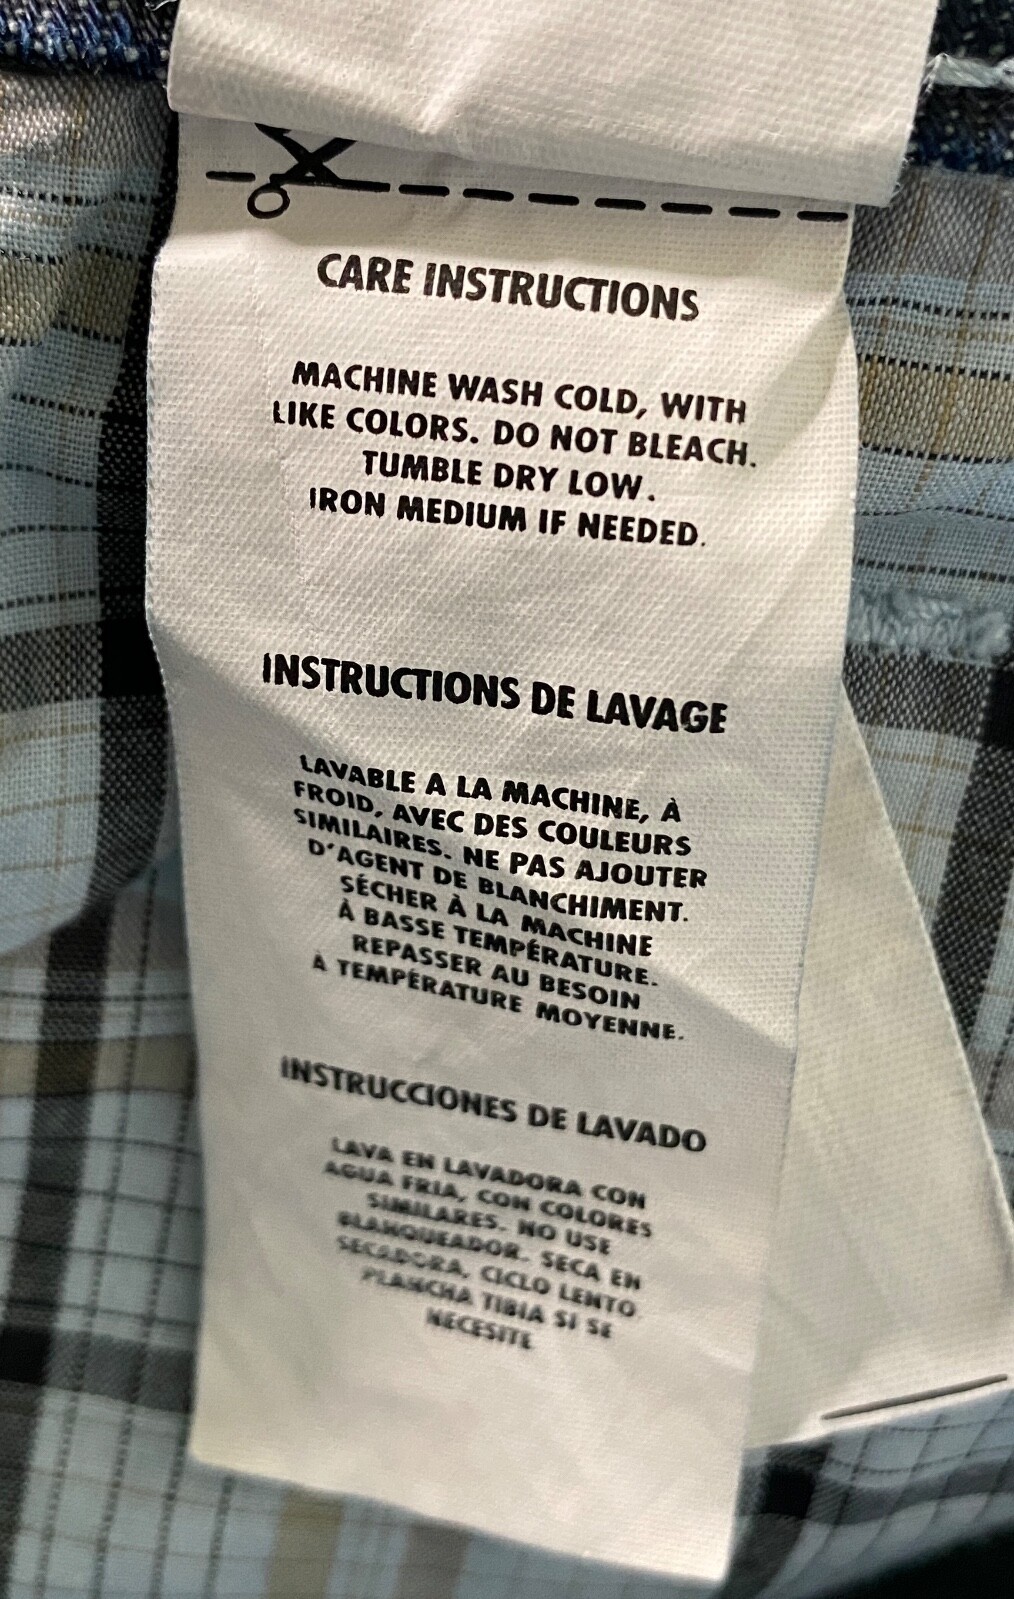 CARE INSTRUCTIONS
MACHINE WASH COLD, WITH
LIKE COLORS. DO NOT BLEACH.
TUMBLE DRY LOW.
IRON MEDIUM IF NEEDED.
INSTRUCTIONS DE LAVAGE
LAVABLE A LA MACHINE, À
FROID, AVEC DES COULEURS
SIMILAIRES. NE PAS AJOUTER
D'AGENT DE BLANCHIMENT.
SÉCHER À LA MACHINE
À BASSE TEMPÉRATURE.
REPASSER AU BESOIN
À TEMPÉRATURE MOYENNE.
INSTRUCCIONES DE LAVADO
LAVA EN LAVADORA CON
AGUA FRIA, CON COLORES
SIMILARES. NO USE
BLANQUEADOR. SECA EN
SECADORA, CICLO LENTO
PLANCHA TIBIA SI SE
NECESITE